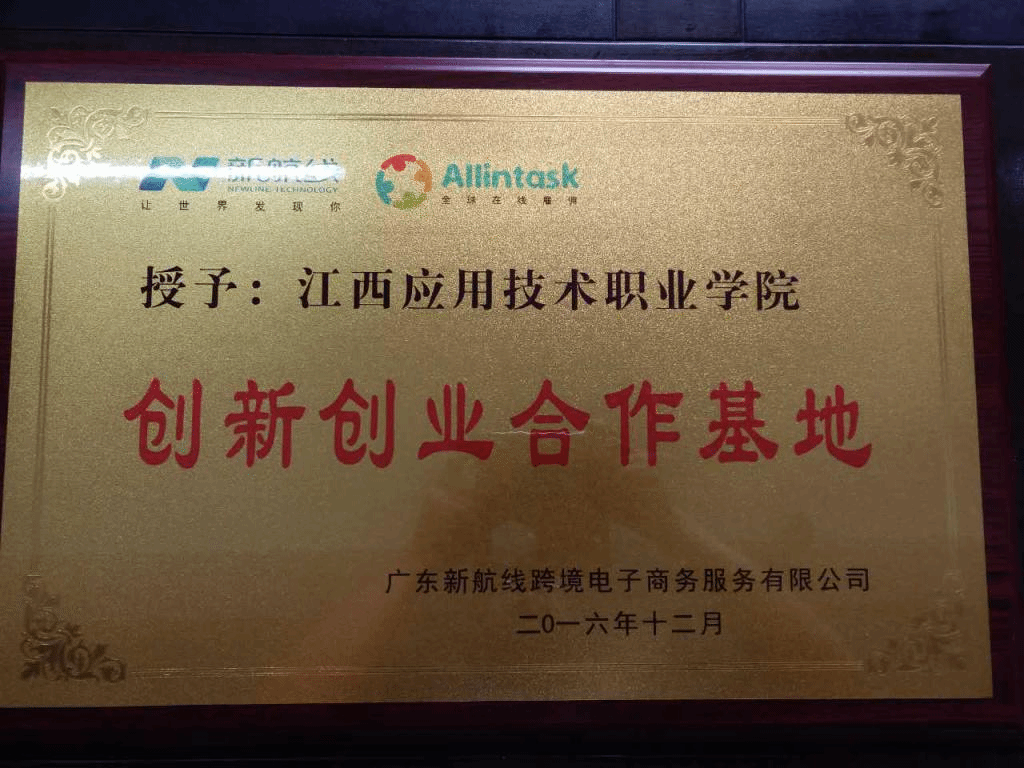 新航线 Allintask
NEWLINE TECHNOLOGY
让世界发现你 全球在线雇佣
授予：江西应用技术职业学院
创新创业合作基地
广东新航线跨境电子商务服务有限公司
二0一六年十二月